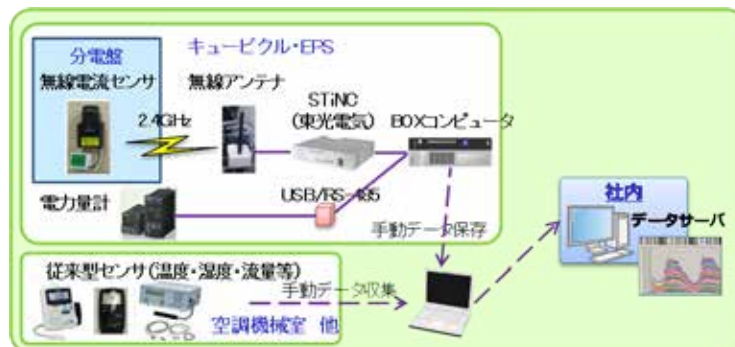 キュービクル・EPS
分電盤
無線電流センサ
無線アンテナ
2.4GHz
STiNC
(東光電気)
BOXコンピュータ
電力量計
USB/RS-485
手動データ保存
社内
データサーバ
従来型センサ(温度・湿度・流量等)
手動データ収集
空調機械室 他